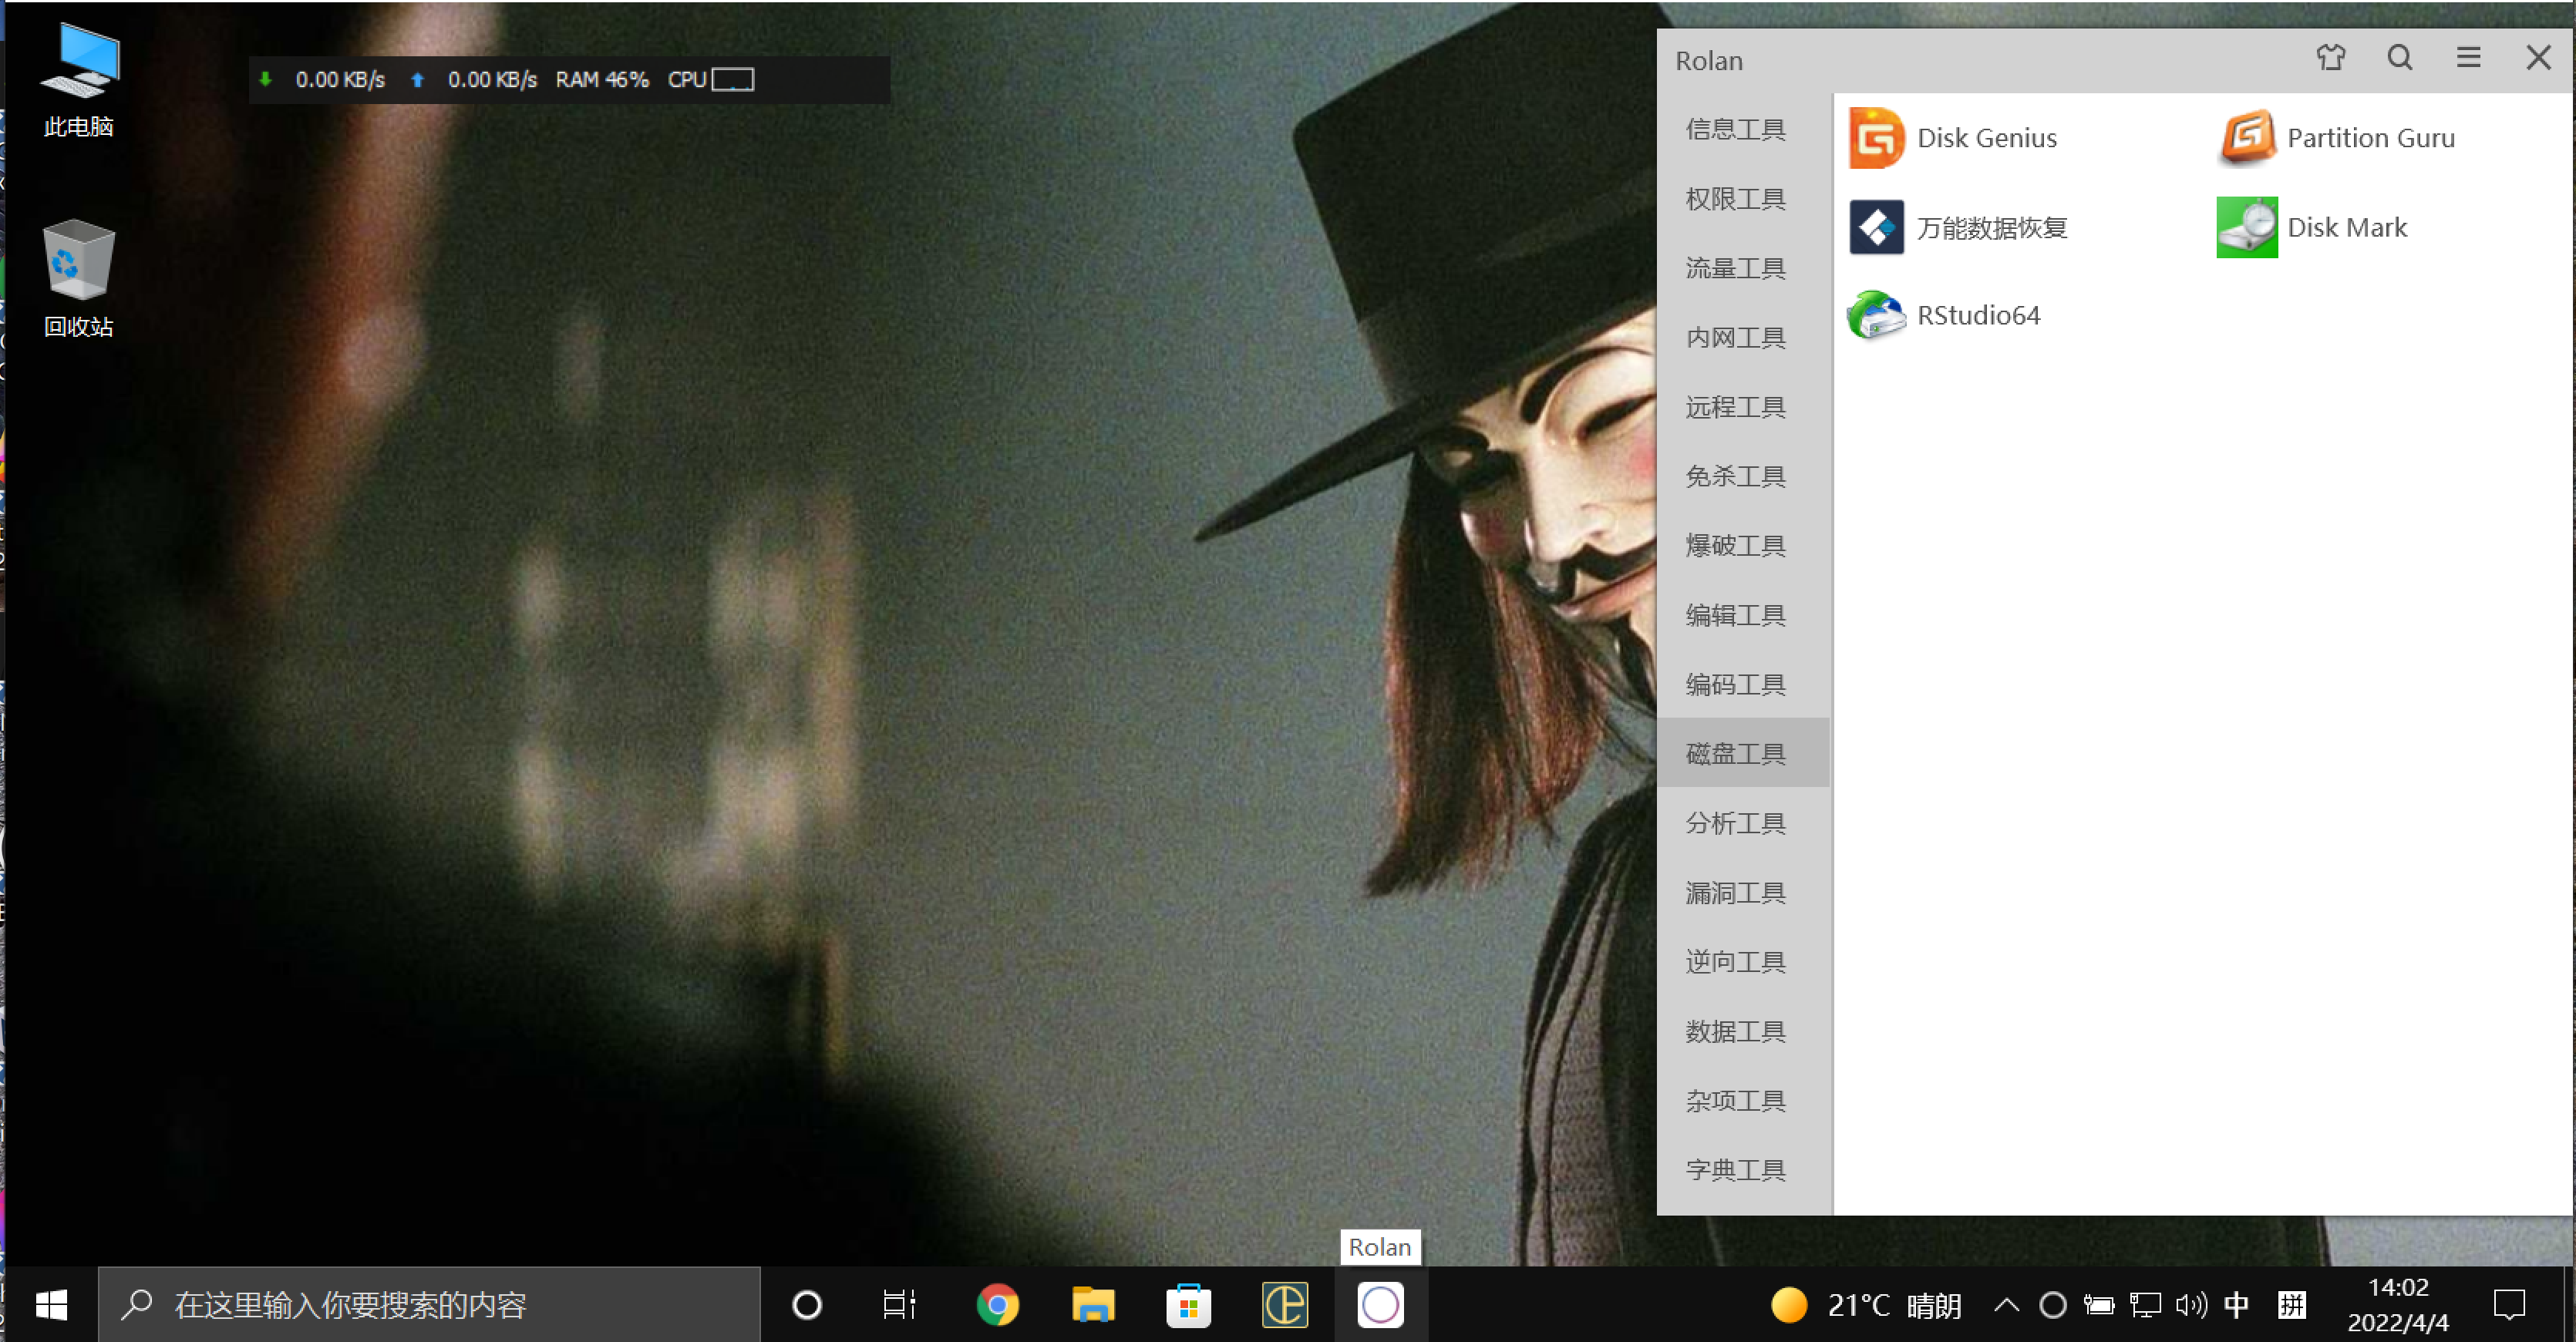 此电脑
回收站
0.00 KB/s 0.00 KB/s RAM 46% CPU
Rolan
信息工具
权限工具
流量工具
内网工具
远程工具
免杀工具
爆破工具
编辑工具
编码工具
磁盘工具
分析工具
漏洞工具
逆向工具
数据工具
杂项工具
字典工具
Disk Genius
Partition Guru
万能数据恢复
Disk Mark
RStudio64
Rolan
在这里输入你要搜索的内容
21°C 晴朗
中
拼
14:02
2022/4/4